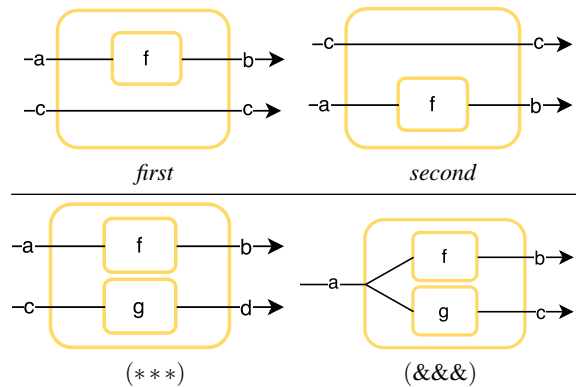 a f b
c c
first
c c
a f b
second
a f b
c g d
(***)
a f b
g c
(&&&)